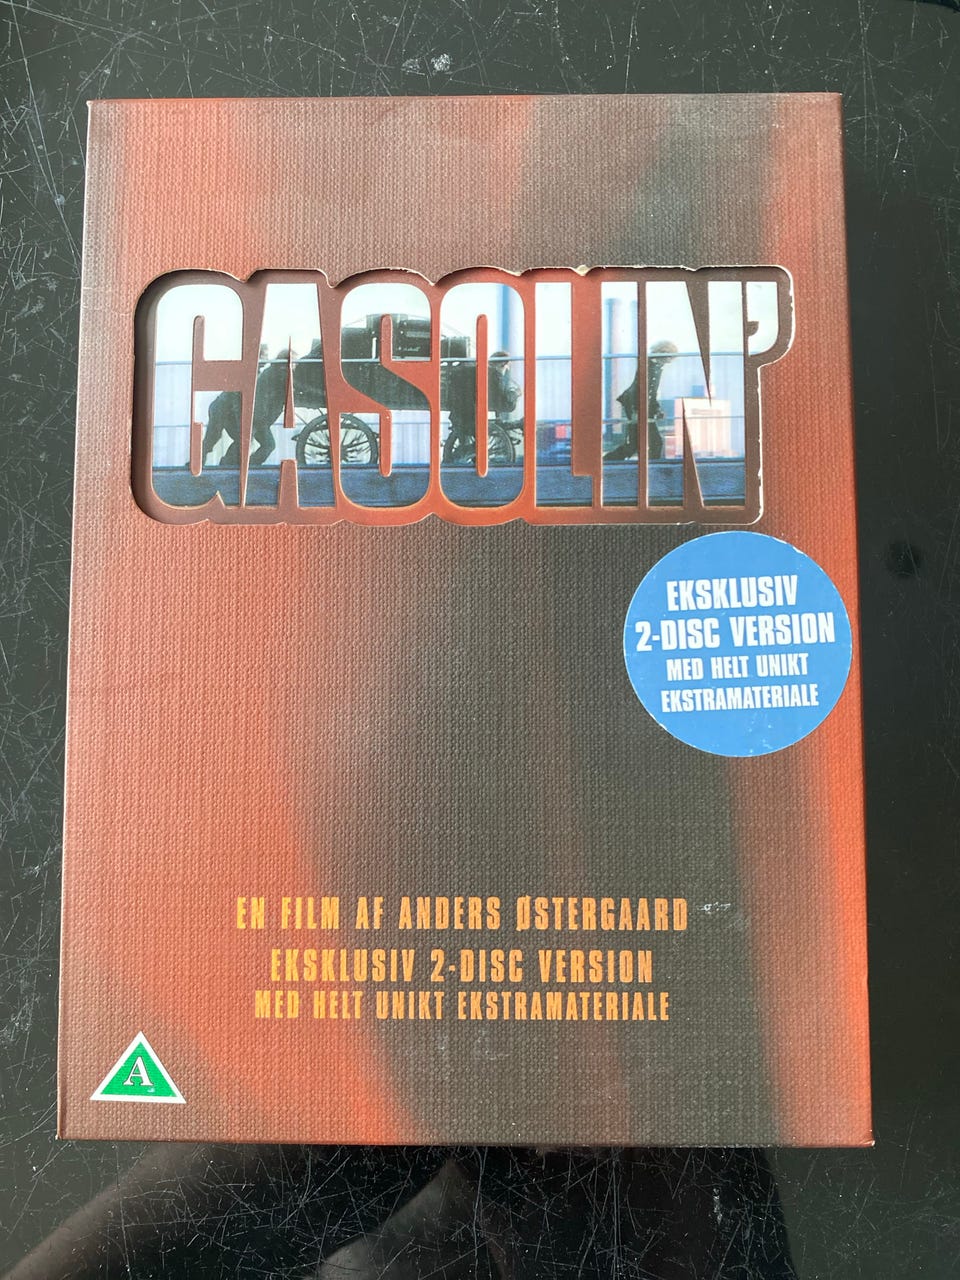 GASOLIN'
EKSKLUSIV
2-DISC VERSION
MED HELT UNIKT
EKSTRAMATERIALE
EN FILM AF ANDERS ØSTERGAARD
EKSKLUSIV 2-DISC VERSION
MED HELT UNIKT EKSTRAMATERIALE
A